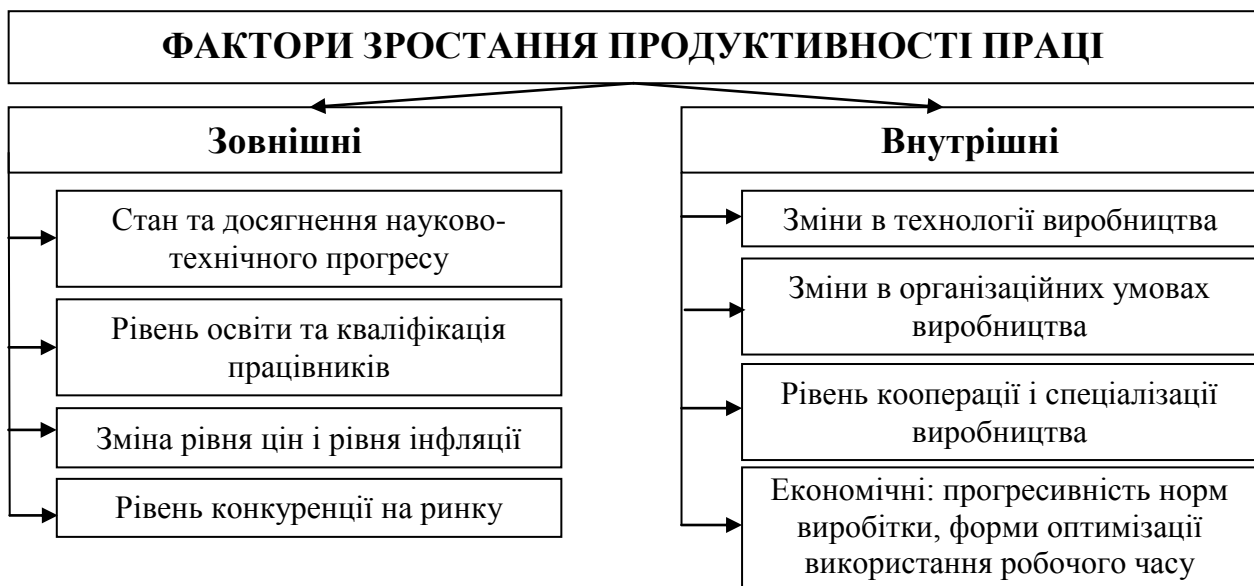 ФАКТОРИ ЗРОСТАННЯ ПРОДУКТИВНОСТІ ПРАЦІ
Зовнішні
Стан та досягнення науково-
технічного прогресу
Рівень освіти та кваліфікація
працівників
Зміна рівня цін і рівня інфляції
Рівень конкуренції на ринку
Внутрішні
Зміни в технології виробництва
Зміни в організаційних умовах
виробництва
Рівень кооперації і спеціалізації
виробництва
Економічні: прогресивність норм
виробітки, форми оптимізації
використання робочого часу